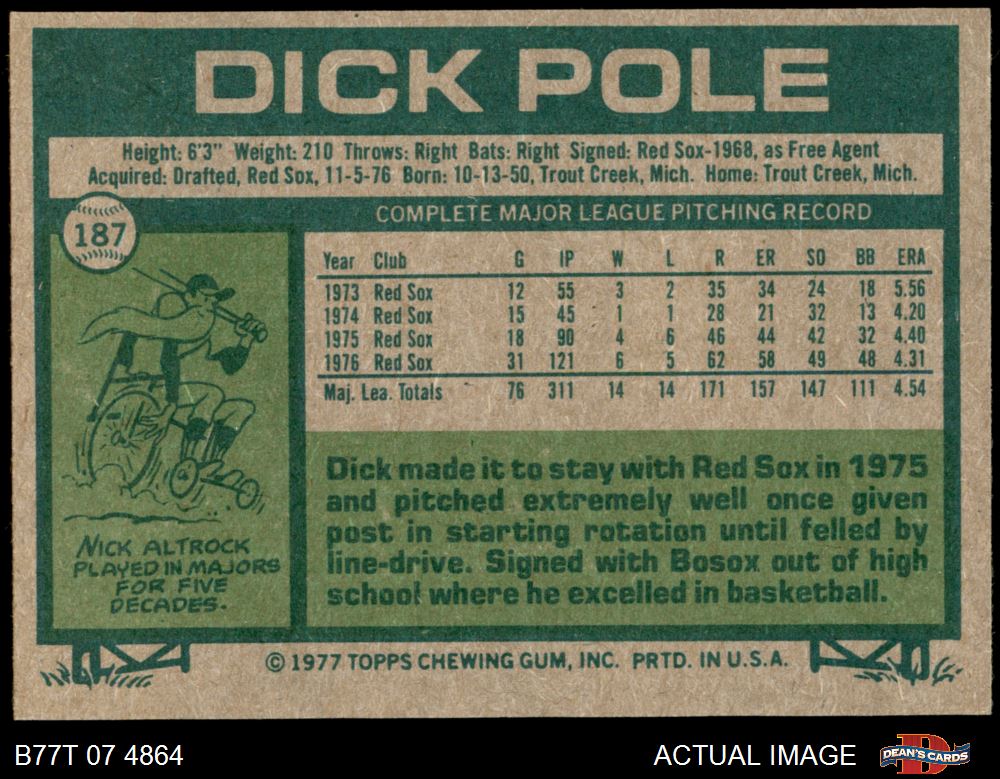 DICK POLE
Height: 6'3" Weight: 210 Throws: Right Bats: Right Signed: Red Sox-1968, as Free Agent
Acquired: Drafted, Red Sox, 11-5-76 Born: 10-13-50, Trout Creek, Mich. Home: Trout Creek, Mich.
187
COMPLETE MAJOR LEAGUE PITCHING RECORD
Year Club G IP W L R ER SO BB ERA
1973 Red Sox 12 55 3 2 35 34 24 18 5.56
1974 Red Sox 15 45 1 1 28 21 32 13 4.20
1975 Red Sox 18 90 4 6 46 44 42 32 4.40
1976 Red Sox 31 121 6 5 62 58 49 48 4.31
Maj. Lea. Totals 76 311 14 14 171 157 147 111 4.54
NICK ALTROCK
PLAYED IN MAJORS
FOR FIVE
DECADES.
Dick made it to stay with Red Sox in 1975
and pitched extremely well once given
post in starting rotation until felled by
line-drive. Signed with Bosox out of high
school where he excelled in basketball.
© 1977 TOPPS CHEWING GUM, INC. PRTD. IN U.S.A.
B77T 07 4864
ACTUAL IMAGE
DEAN'S CARDS